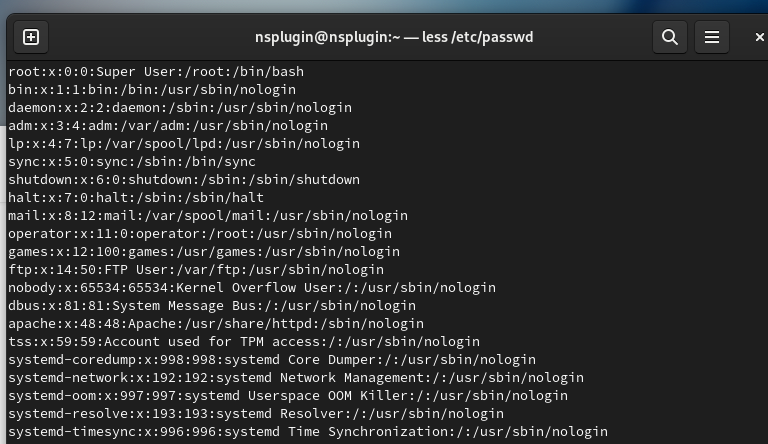 nsplugin@nsplugin:~ — less /etc/passwd
root:x:0:0:Super User:/root:/bin/bash
bin:x:1:1:bin:/bin:/usr/sbin/nologin
daemon:x:2:2:daemon:/sbin:/usr/sbin/nologin
adm:x:3:4:adm:/var/adm:/usr/sbin/nologin
lp:x:4:7:lp:/var/spool/lpd:/usr/sbin/nologin
sync:x:5:0:sync:/sbin:/bin/sync
shutdown:x:6:0:shutdown:/sbin:/sbin/shutdown
halt:x:7:0:halt:/sbin:/sbin/halt
mail:x:8:12:mail:/var/spool/mail:/usr/sbin/nologin
operator:x:11:0:operator:/root:/usr/sbin/nologin
games:x:12:100:games:/usr/games:/usr/sbin/nologin
ftp:x:14:50:FTP User:/var/ftp:/usr/sbin/nologin
nobody:x:65534:65534:Kernel Overflow User:/:/usr/sbin/nologin
dbus:x:81:81:System Message Bus:/:/usr/sbin/nologin
apache:x:48:48:Apache:/usr/share/httpd:/sbin/nologin
tss:x:59:59:Account used for TPM access:/:/usr/sbin/nologin
systemd-coredump:x:998:998:systemd Core Dumper:/:/usr/sbin/nologin
systemd-network:x:192:192:systemd Network Management:/:/usr/sbin/nologin
systemd-oom:x:997:997:systemd Userspace OOM Killer:/:/usr/sbin/nologin
systemd-resolve:x:193:193:systemd Resolver:/:/usr/sbin/nologin
systemd-timesync:x:996:996:systemd Time Synchronization:/:/usr/sbin/nologin